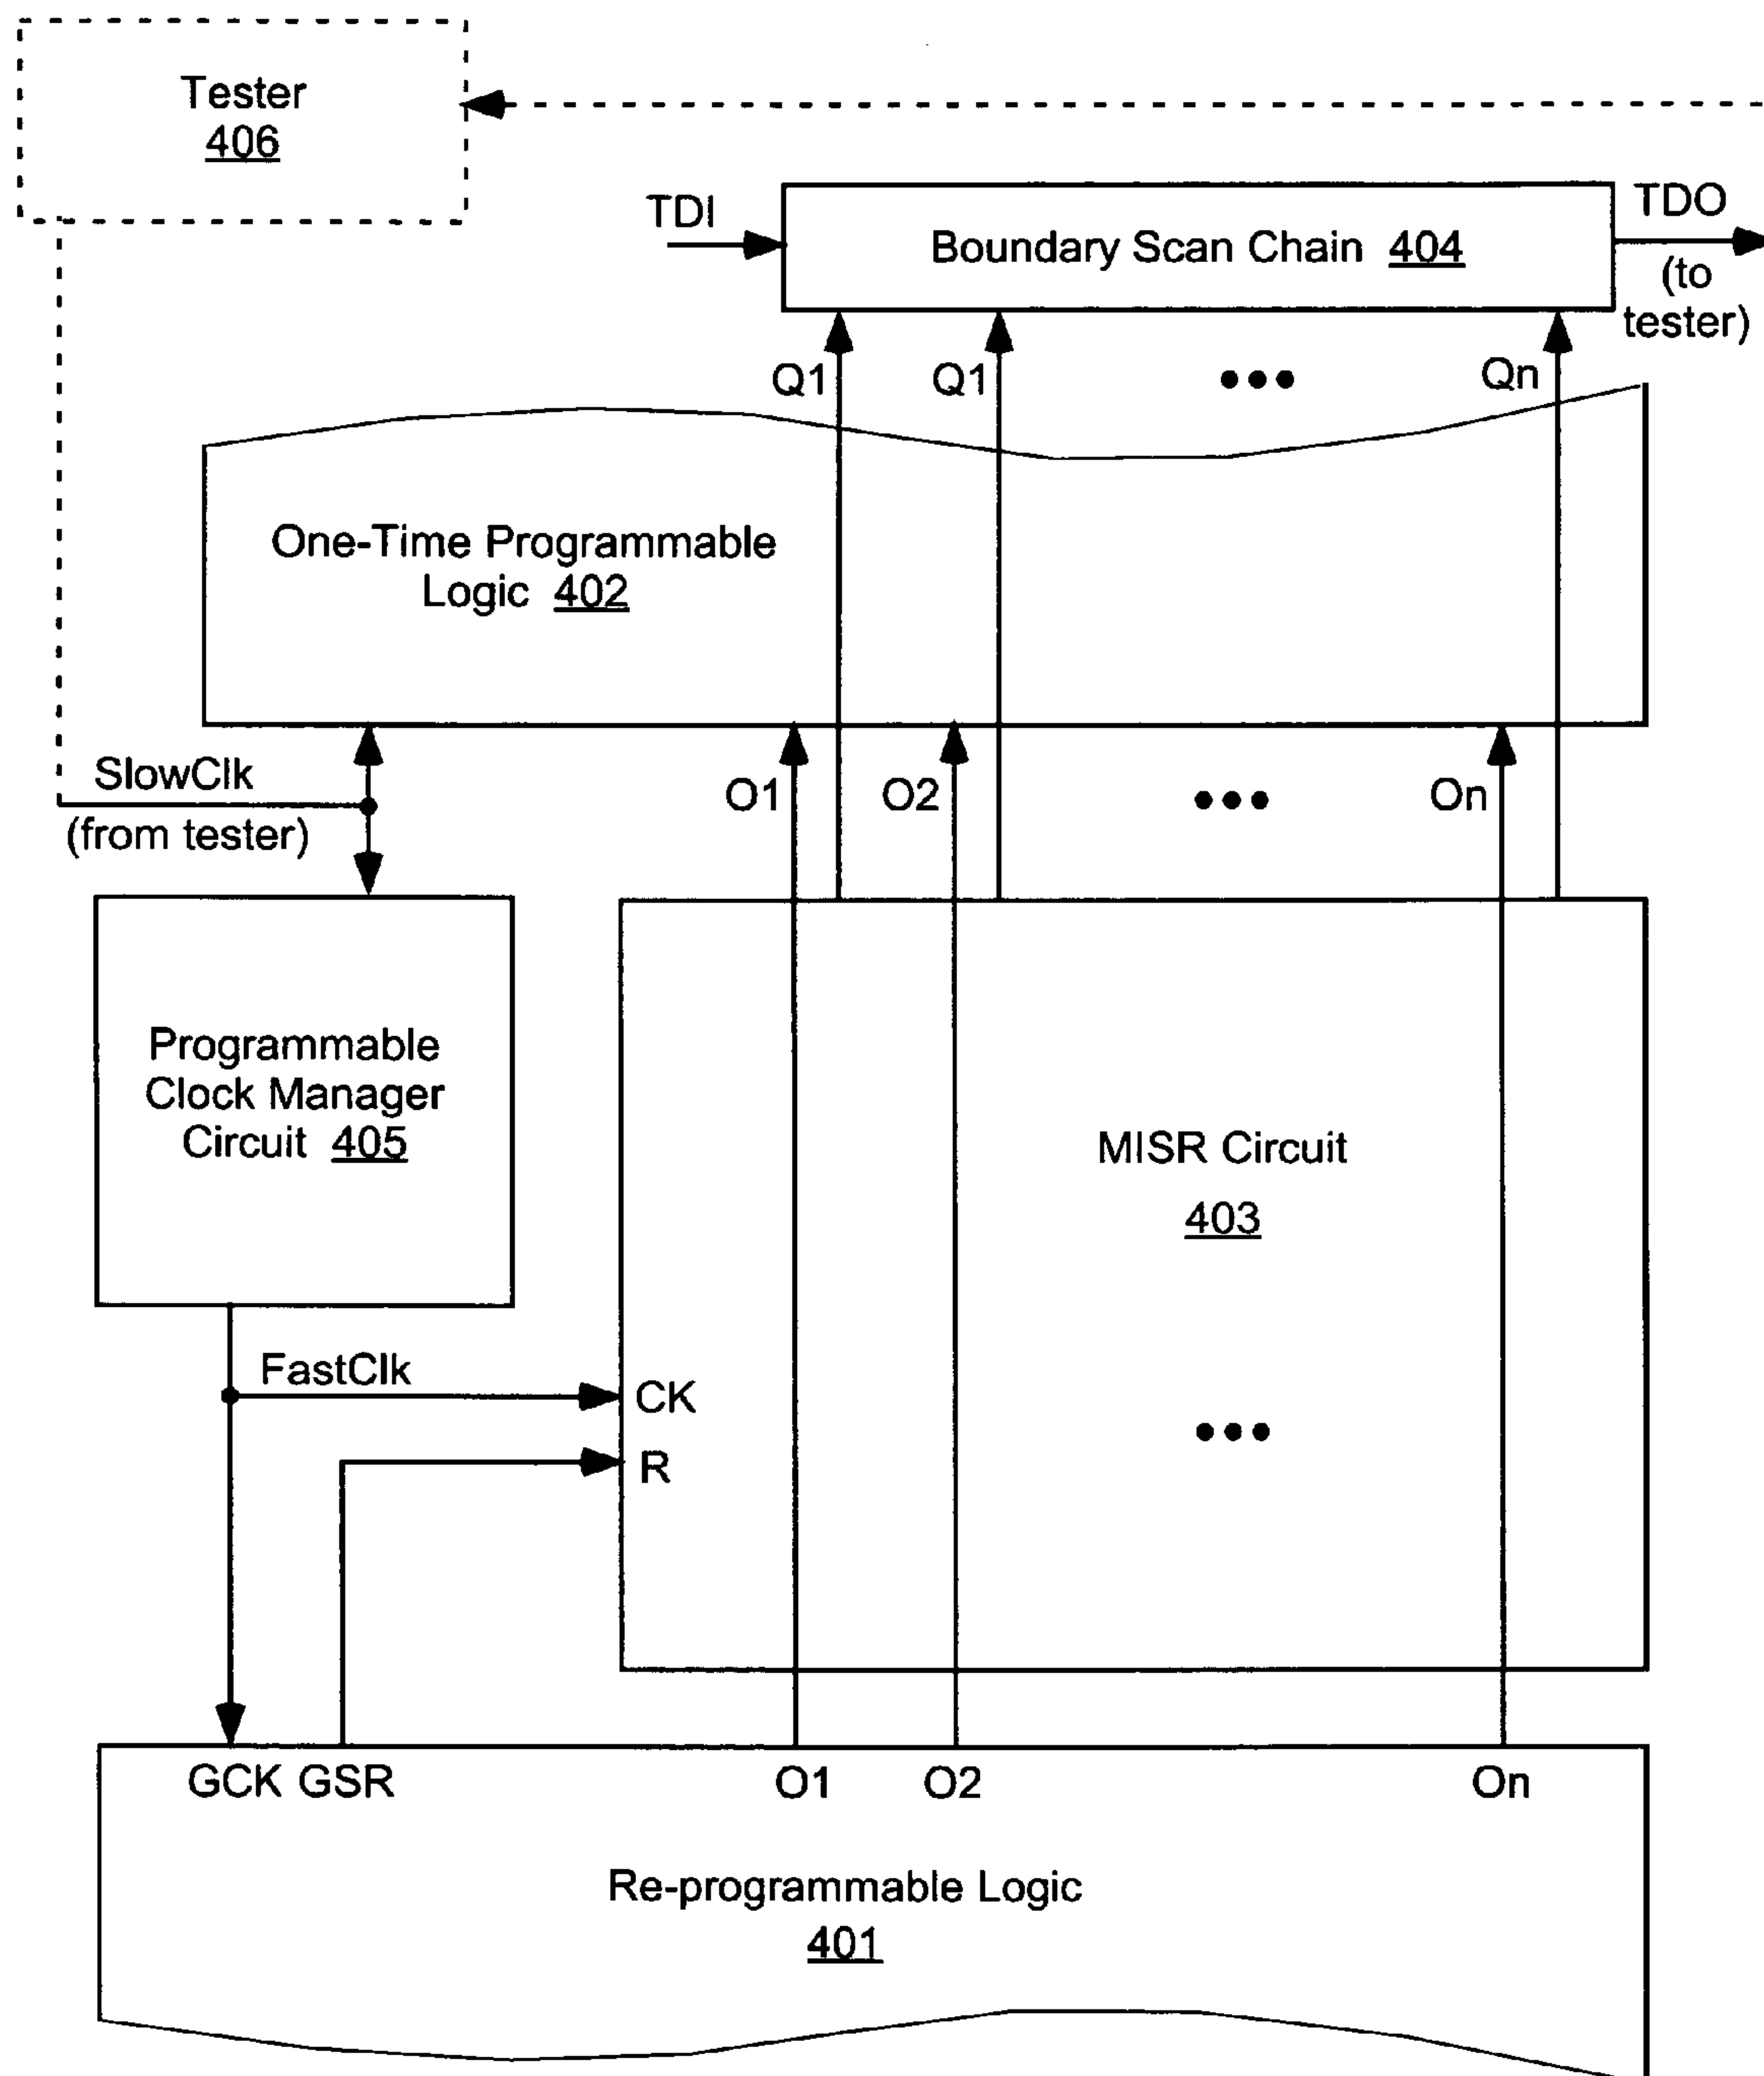 Tester
406
TDI
Boundary Scan Chain 404
TDO
(to
tester)
Q1
Q1
Qn
One-Time Programmable
Logic 402
SlowClk
(from tester)
O1
O2
On
Programmable
Clock Manager
Circuit 405
MISR Circuit
403
FastClk
CK
R
GCK GSR
O1
O2
On
Re-programmable Logic
401